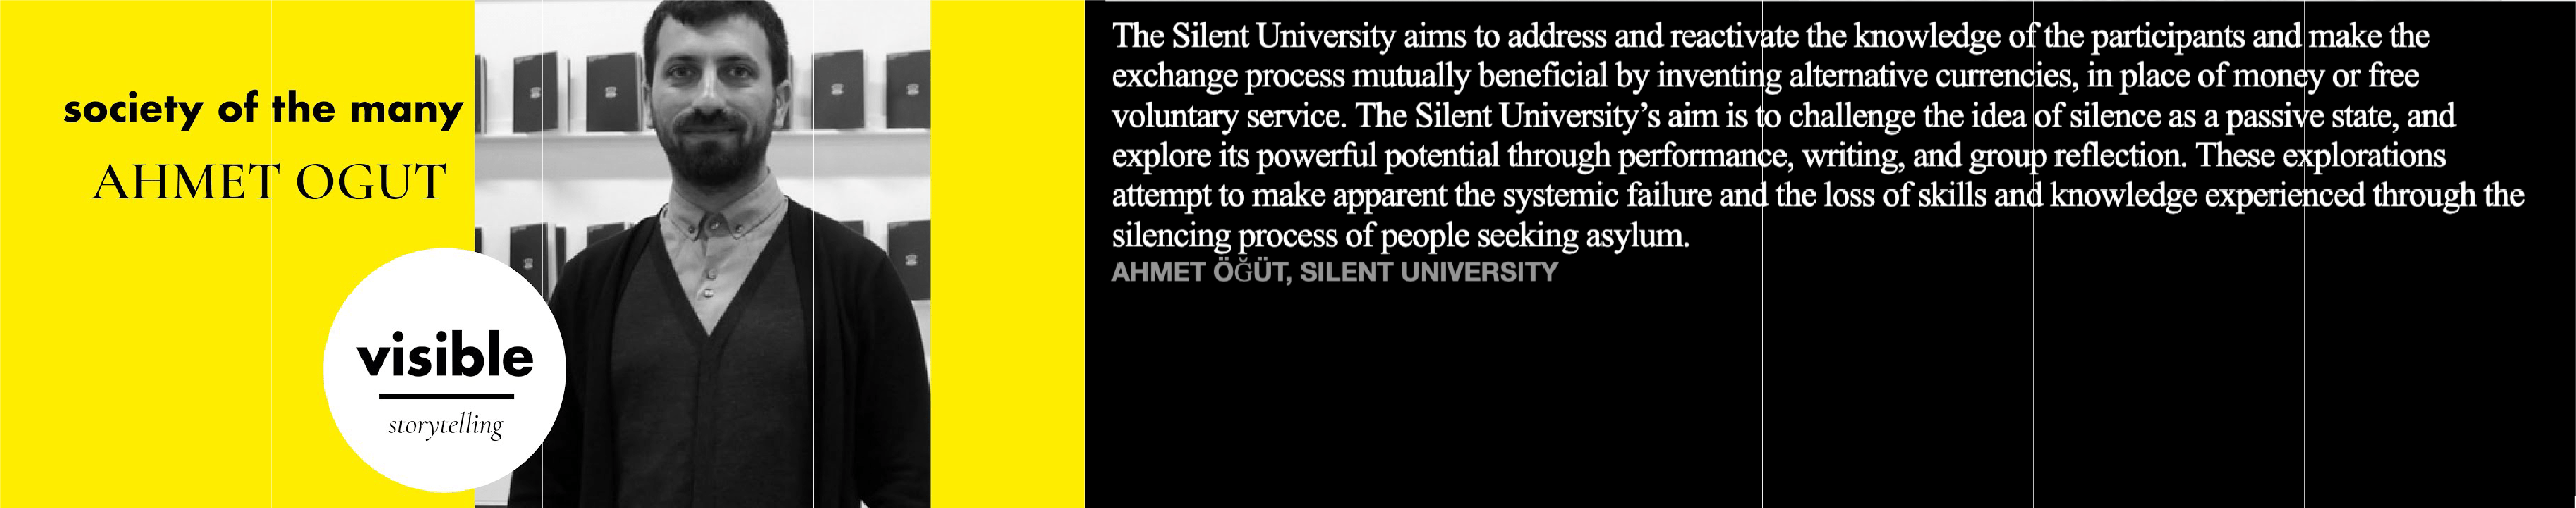 society of the many
AHMET OGUT
visible
storytelling
The Silent University aims to address and reactivate the knowledge of the participants and make the
exchange process mutually beneficial by inventing alternative currencies, in place of money or free
voluntary service. The Silent University’s aim is to challenge the idea of silence as a passive state, and
explore its powerful potential through performance, writing, and group reflection. These explorations
attempt to make apparent the systemic failure and the loss of skills and knowledge experienced through the
silencing process of people seeking asylum.
AHMET ÖĞÜT, SILENT UNIVERSITY